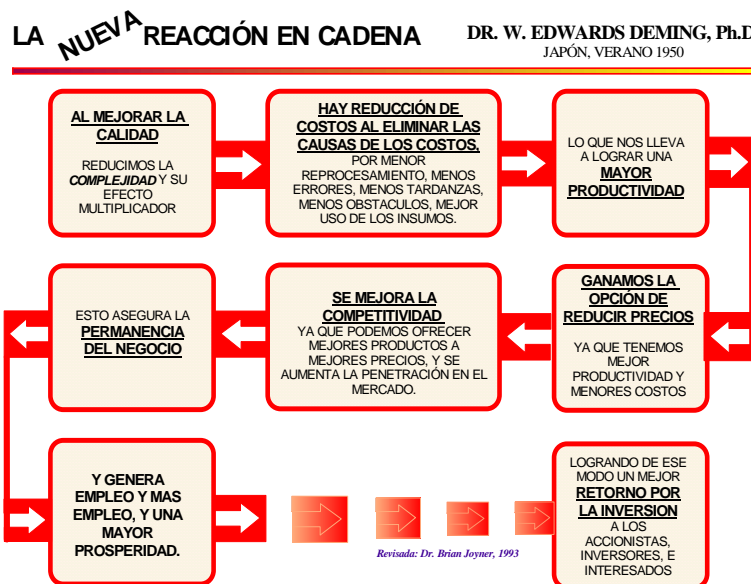 LA NUEVA REACCIÓN EN CADENA
DR. W. EDWARDS DEMING, Ph.D
JAPÓN, VERANO 1950
AL MEJORAR LA
CALIDAD
REDUCIMOS LA
COMPLEJIDAD Y SU
EFECTO
MULTIPLICADOR
HAY REDUCCIÓN DE
COSTOS AL ELIMINAR LAS
CAUSAS DE LOS COSTOS,
POR MENOR
REPROCESAMIENTO, MENOS
ERRORES, MENOS TARDANZAS,
MENOS OBSTACULOS, MEJOR
USO DE LOS INSUMOS.
LO QUE NOS LLEVA
A LOGRAR UNA
MAYOR
PRODUCTIVIDAD
GANAMOS LA
OPCIÓN DE
REDUCIR PRECIOS
YA QUE TENEMOS
MEJOR
PRODUCTIVIDAD Y
MENORES COSTOS
SE MEJORA LA
COMPETITIVIDAD
YA QUE PODEMOS OFRECER
MEJORES PRODUCTOS A
MEJORES PRECIOS, Y SE
AUMENTA LA PENETRACIÓN EN EL
MERCADO.
ESTO ASEGURA LA
PERMANENCIA
DEL NEGOCIO
Y GENERA
EMPLEO Y MAS
EMPLEO, Y UNA
MAYOR
PROSPERIDAD.
LOGRANDO DE ESE
MODO UN MEJOR
RETORNO POR
LA INVERSION
A LOS
ACCIONISTAS,
INVERSORES, E
INTERESADOS
Revisada: Dr. Brian Joyner, 1993